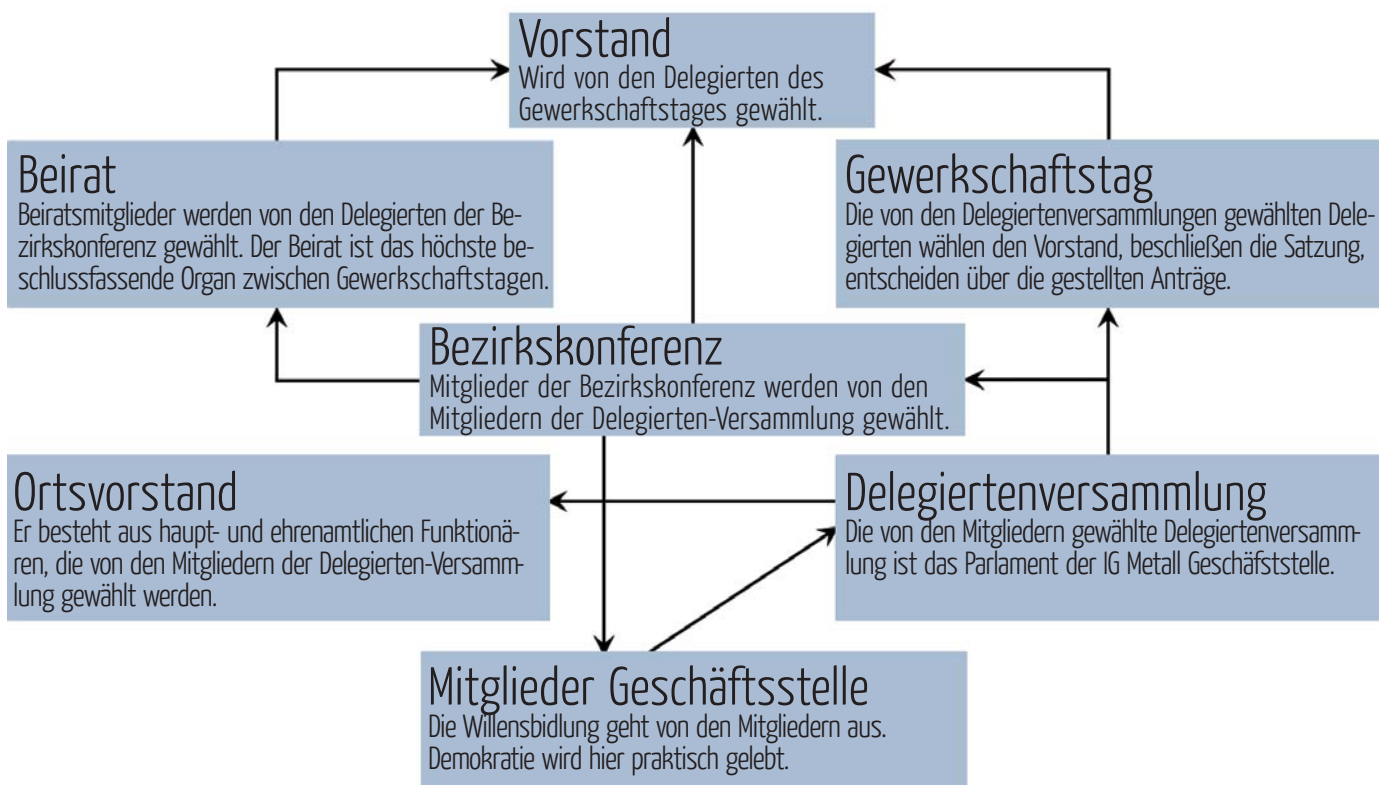 Vorstand
Wird von den Delegierten des
Gewerkschaftstages gewählt.
Beirat
Beiratsmitglieder werden von den Delegierten der Be-
zirkskonferenz gewählt. Der Beirat ist das höchste be-
schlussfassende Organ zwischen Gewerkschaftstagen.
Gewerkschaftstag
Die von den Delegiertenversammlungen gewählten Dele-
gierten wählen den Vorstand, beschließen die Satzung,
entscheiden über die gestellten Anträge.
Bezirkskonferenz
Mitglieder der Bezirkskonferenz werden von den
Mitgliedern der Delegierten-Versammlung gewählt.
Ortsvorstand
Er besteht aus haupt- und ehrenamtlichen Funktionä-
ren, die von den Mitgliedern der Delegierten-Versamm-
lung gewählt werden.
Delegiertenversammlung
Die von den Mitgliedern gewählte Delegiertenversamm-
lung ist das Parlament der IG Metall Geschäfststelle.
Mitglieder Geschäftsstelle
Die Willensbidlung geht von den Mitgliedern aus.
Demokratie wird hier praktisch gelebt.